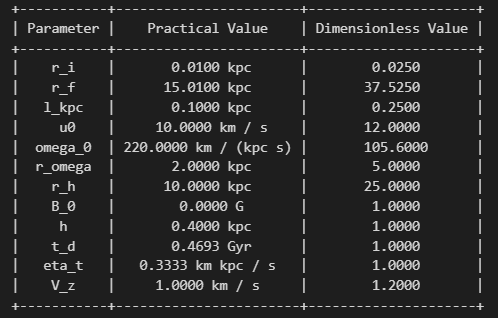 +-----------+----------------------+---------------------+
| Parameter |   Practical Value    | Dimensionless Value |
+-----------+----------------------+---------------------+
|    r_i    |      0.0100 kpc      |       0.0250        |
|    r_f    |     15.0100 kpc      |       37.5250       |
|   l_kpc   |      0.1000 kpc      |       0.2500        |
|     u0    |    10.0000 km / s    |       12.0000       |
|  omega_0  | 220.0000 km / (kpc s) |      105.6000      |
|  r_omega  |      2.0000 kpc      |       5.0000        |
|    r_h    |     10.0000 kpc      |       25.0000       |
|    B_0    |       0.0000 G       |       1.0000        |
|     h     |      0.4000 kpc      |       1.0000        |
|    t_d    |      0.4693 Gyr      |       1.0000        |
|   eta_t   |  0.3333 km kpc / s   |       1.0000        |
|    V_z    |    1.0000 km / s     |       1.2000        |
+-----------+----------------------+---------------------+